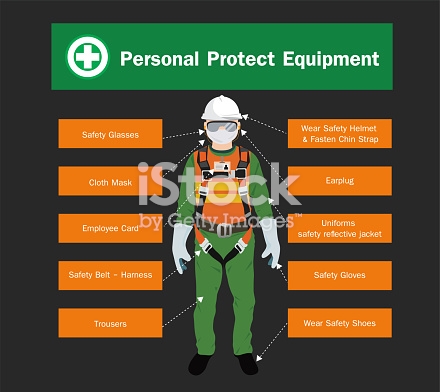 Personal Protect Equipment
Safety Glasses
Wear Safety Helmet
& Fasten Chin Strap
Cloth Mask
Earplug
iStock
by Getty Images™
Employee Card
Uniforms
safety reflective jacket
Safety Belt - Harness
Safety Gloves
Trousers
Wear Safety Shoes